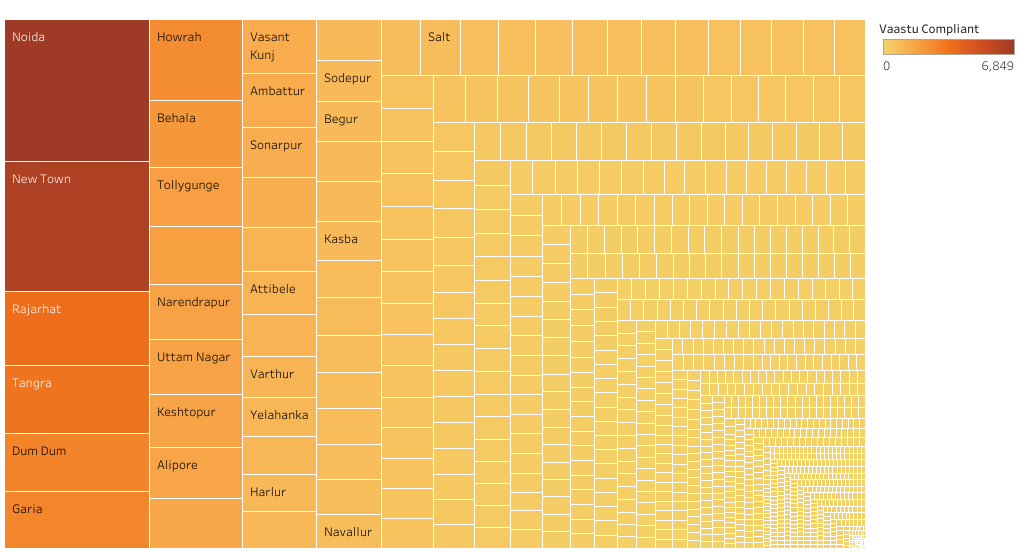 Noida
New Town
Rajarhat
Tangra
Dum Dum
Garia
Howrah
Behala
Tollygunge
Narendrapur
Uttam Nagar
Keshtopur
Alipore
Vasant
Kunj
Ambattur
Sonarpur
Attibele
Varthur
Yelahanka
Harlur
Sodepur
Begur
Kasba
Navallur
Salt
Vaastu Compliant
0 6,849